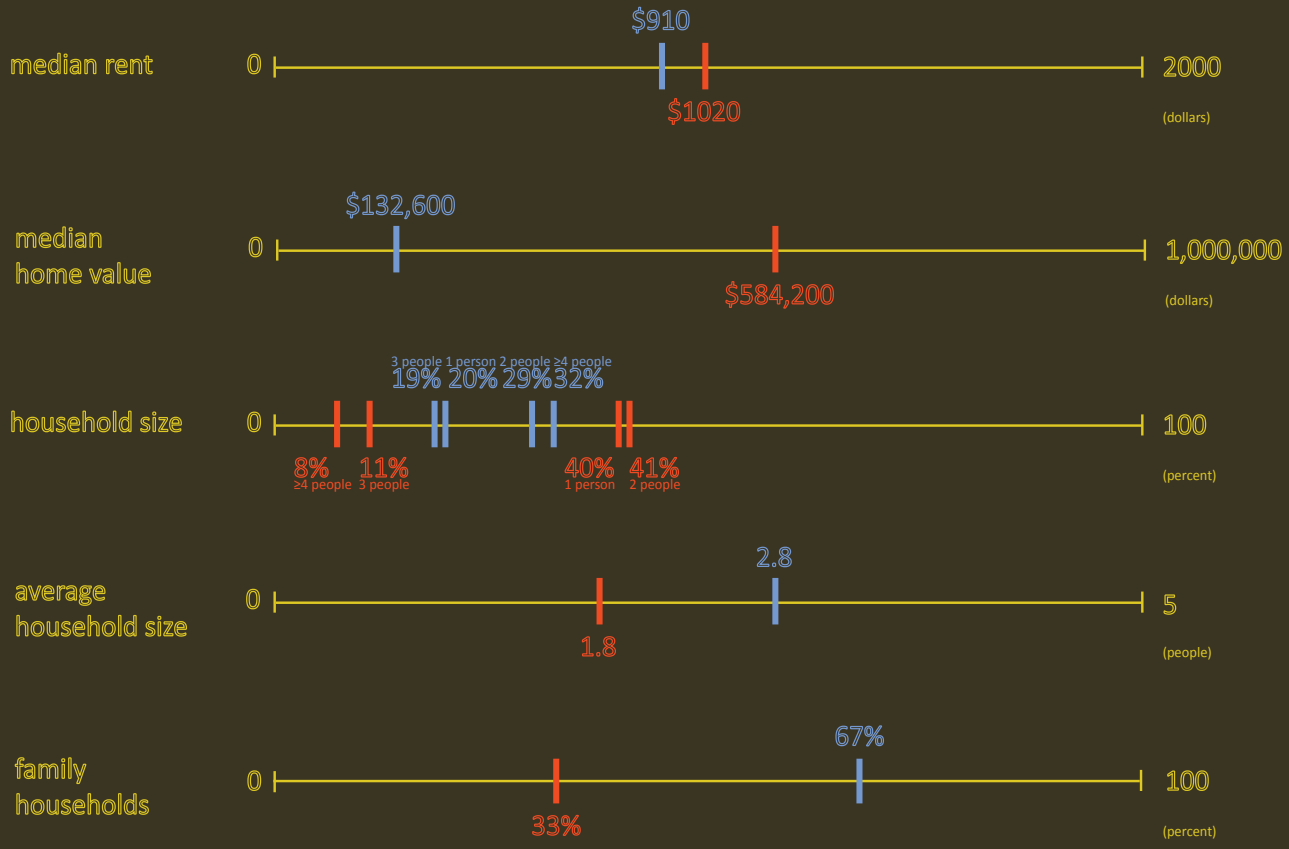 $910
median rent 0 2000
$1020
(dollars)
$132,600
median
home value
0 1,000,000
$584,200
(dollars)
3 people 1 person 2 people ≥4 people
19% 20% 29% 32%
household size 0 100
8% 11% 40% 41%
≥4 people 3 people 1 person 2 people
(percent)
2.8
average
household size
0 5
1.8
(people)
67%
family
households
0 100
33%
(percent)